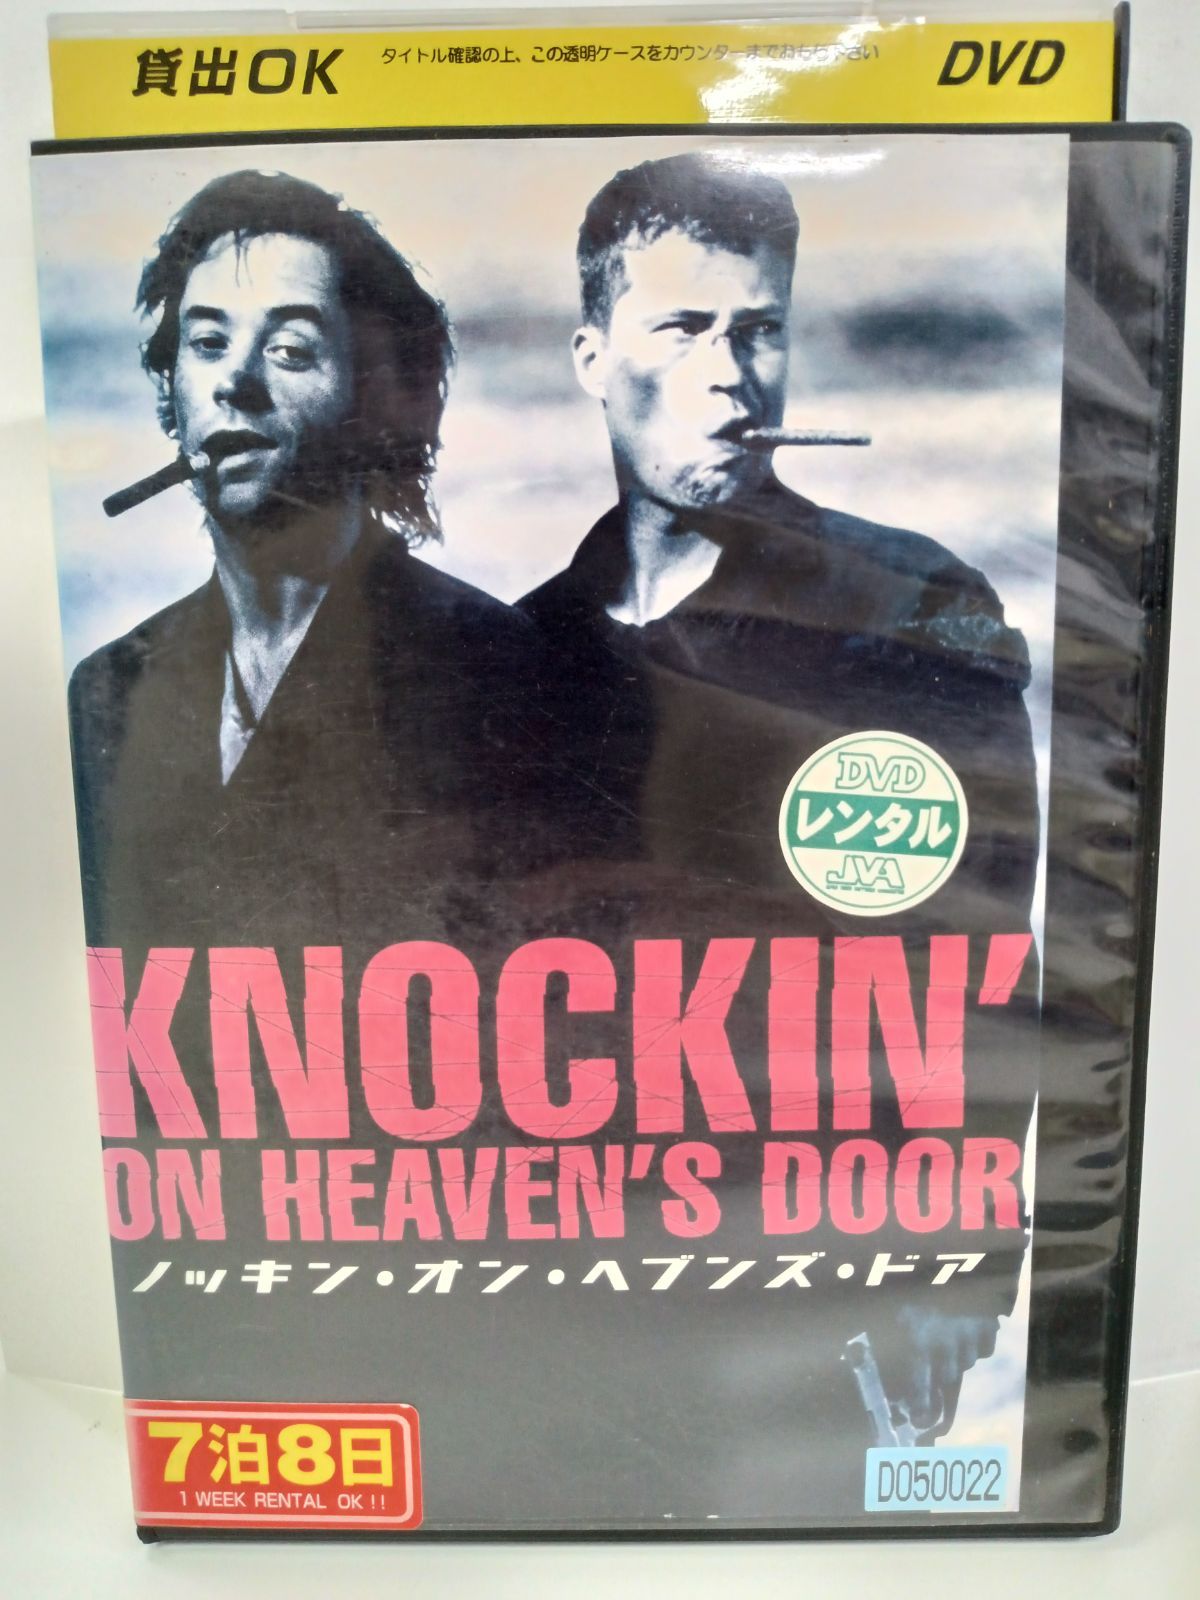 貸出OK
タイトル確認の上、この透明ケースをカウンターまでおもち下さい
DVD
DVD
レンタル
JVA
KNOCKIN'
ON HEAVEN'S DOOR
ノッキン・オン・ヘブンズ・ドア
7泊8日
1 WEEK RENTAL OK!!
D050022